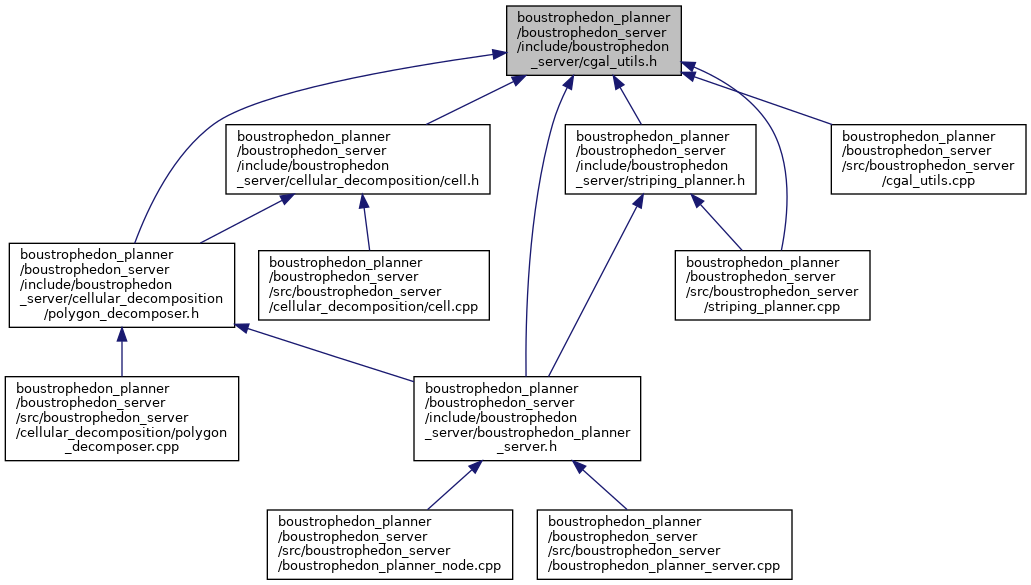 boustrophedon_planner
/boustrophedon_server
/include/boustrophedon
_server/cgal_utils.h
boustrophedon_planner
/boustrophedon_server
/include/boustrophedon
_server/cellular_decomposition/cell.h
boustrophedon_planner
/boustrophedon_server
/include/boustrophedon
_server/striping_planner.h
boustrophedon_planner
/boustrophedon_server
/src/boustrophedon_server
/cgal_utils.cpp
boustrophedon_planner
/boustrophedon_server
/include/boustrophedon
_server/cellular_decomposition
/polygon_decomposer.h
boustrophedon_planner
/boustrophedon_server
/src/boustrophedon_server
/cellular_decomposition/cell.cpp
boustrophedon_planner
/boustrophedon_server
/src/boustrophedon_server
/striping_planner.cpp
boustrophedon_planner
/boustrophedon_server
/src/boustrophedon_server
/cellular_decomposition/polygon
_decomposer.cpp
boustrophedon_planner
/boustrophedon_server
/include/boustrophedon
_server/boustrophedon_planner
_server.h
boustrophedon_planner
/boustrophedon_server
/src/boustrophedon_server
/boustrophedon_planner_node.cpp
boustrophedon_planner
/boustrophedon_server
/src/boustrophedon_server
/boustrophedon_planner_server.cpp